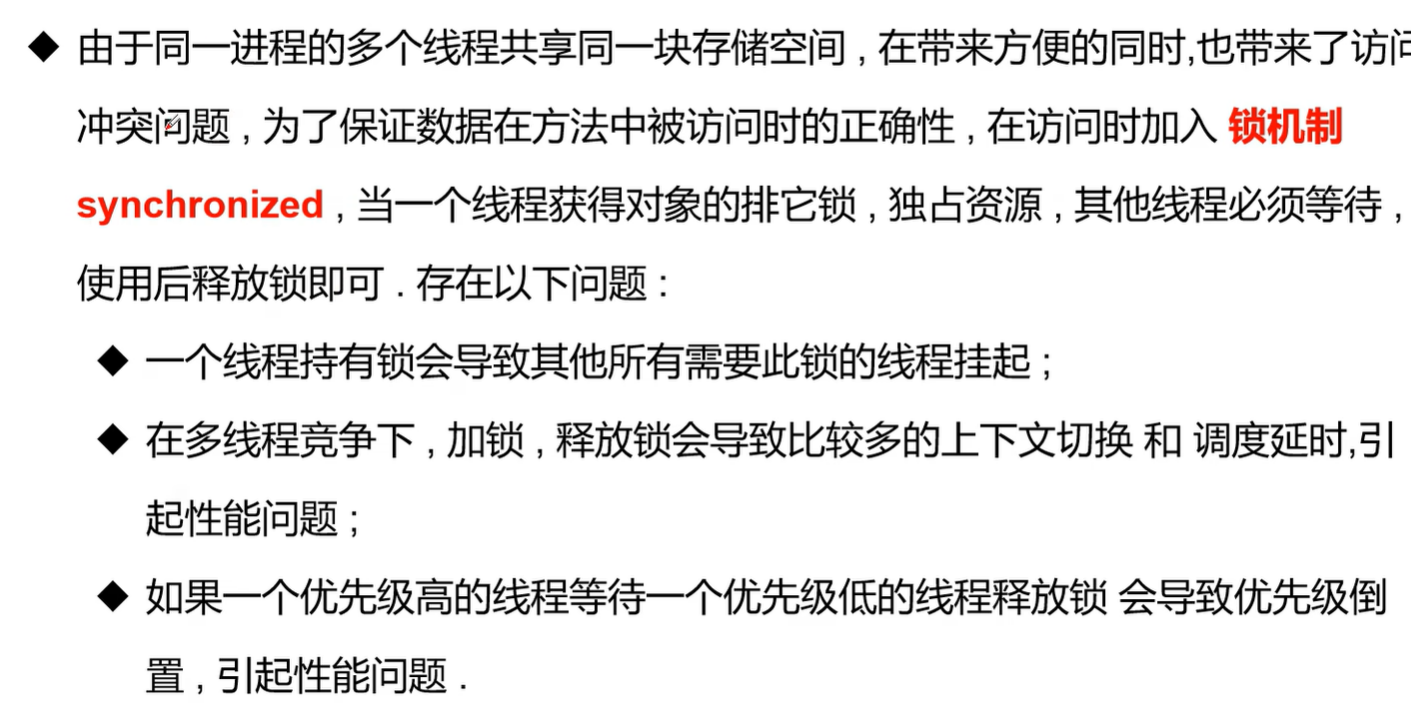 ◆ 由于同一进程的多个线程共享同一块存储空间 , 在带来方便的同时,也带来了访问
冲突问题 , 为了保证数据在方法中被访问时的正确性 , 在访问时加入 锁机制
synchronized , 当一个线程获得对象的排它锁 , 独占资源 , 其他线程必须等待 ,
使用后释放锁即可 . 存在以下问题 :
◆ 一个线程持有锁会导致其他所有需要此锁的线程挂起 ;
◆ 在多线程竞争下 , 加锁 , 释放锁会导致比较多的上下文切换 和 调度延时,引
起性能问题 ;
◆ 如果一个优先级高的线程等待一个优先级低的线程释放锁 会导致优先级倒
置 , 引起性能问题 .